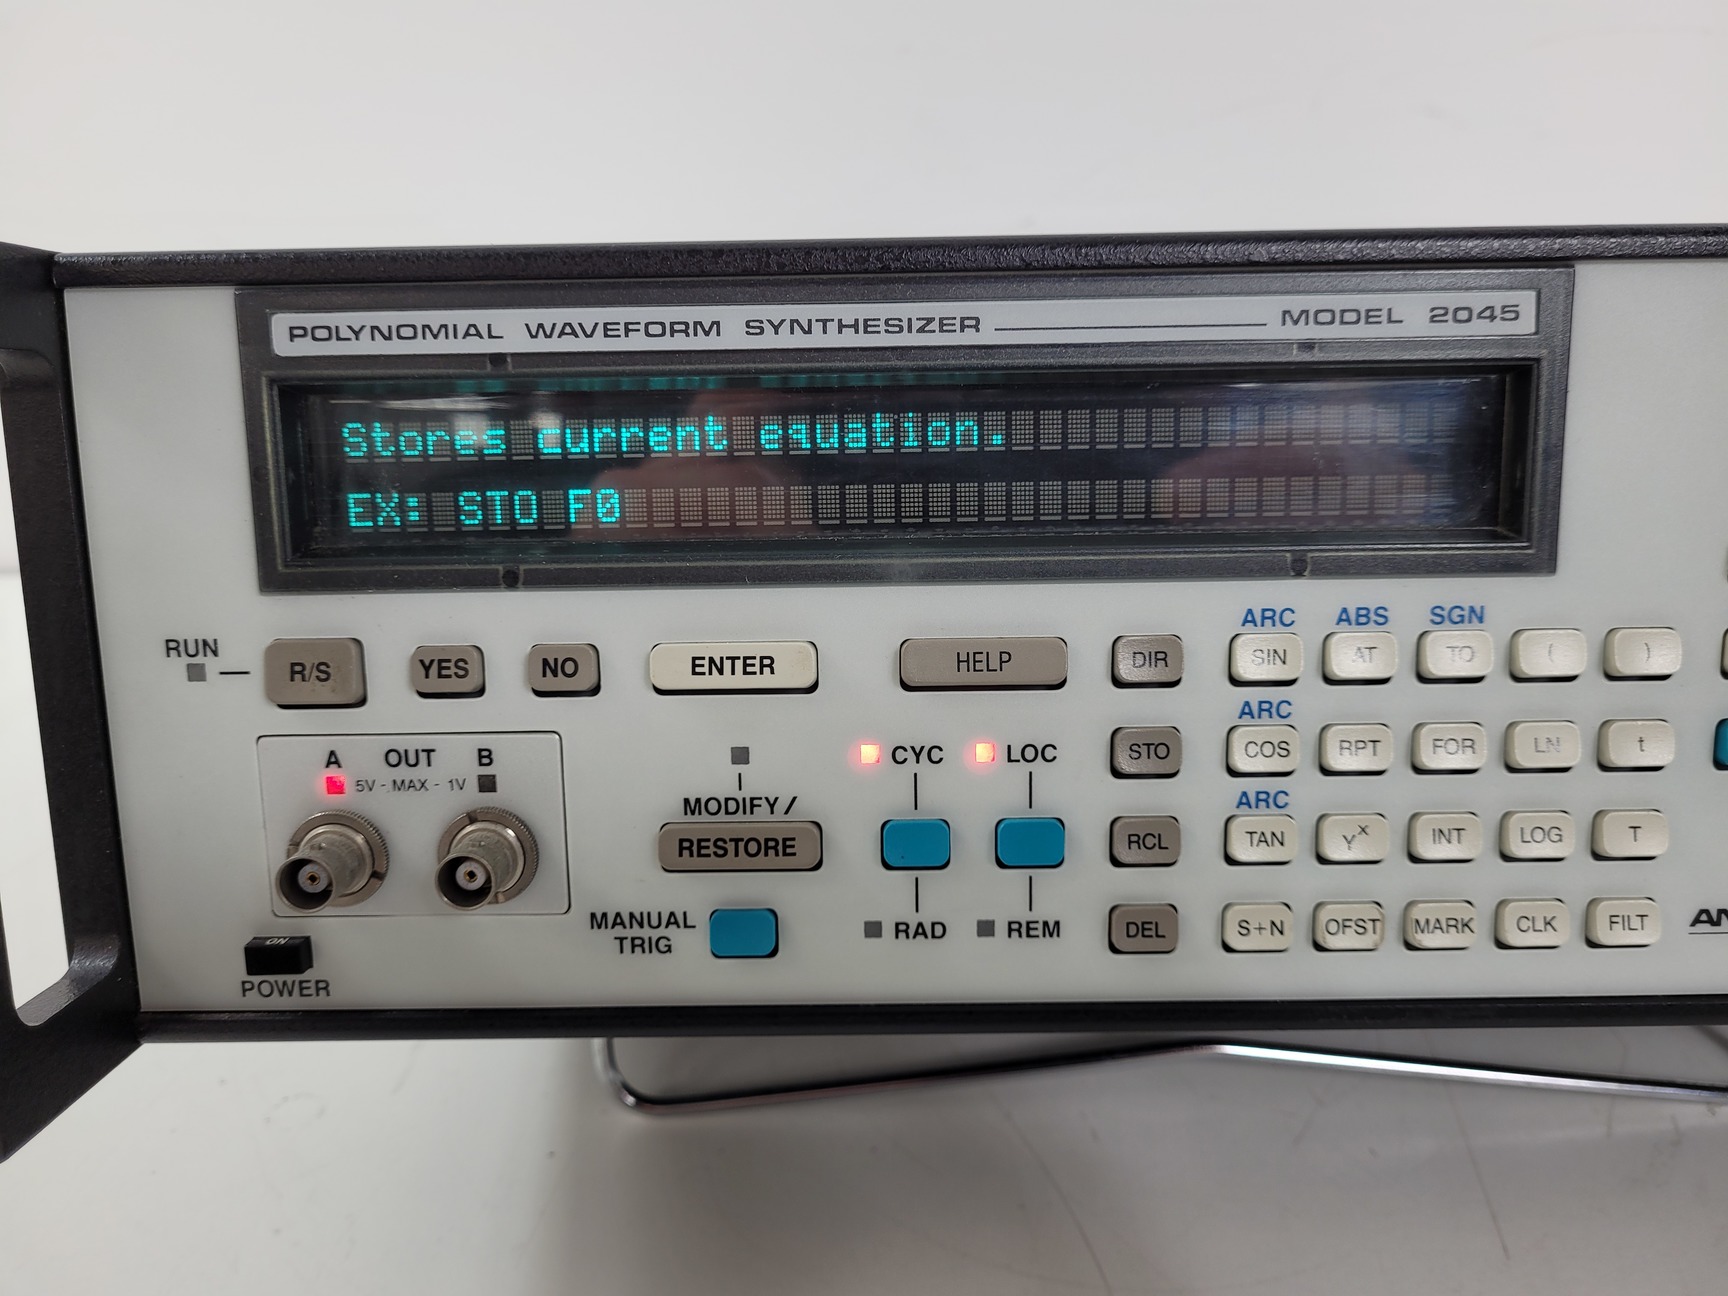 POLYNOMIAL WAVEFORM SYNTHESIZER MODEL 2045
Stores current equation.
EX: STO F0
RUN
R/S
YES
NO
ENTER
HELP
DIR
ARC
SIN
ABS
AT
SGN
TO
(
)
A OUT B
5V - MAX - 1V
CYC
LOC
STO
ARC
COS
RPT
FOR
LN
t
MODIFY/
RESTORE
RCL
ARC
TAN
Y^X
INT
LOG
T
MANUAL
TRIG
RAD
REM
DEL
S+N
OFST
MARK
CLK
FILT
ON
POWER